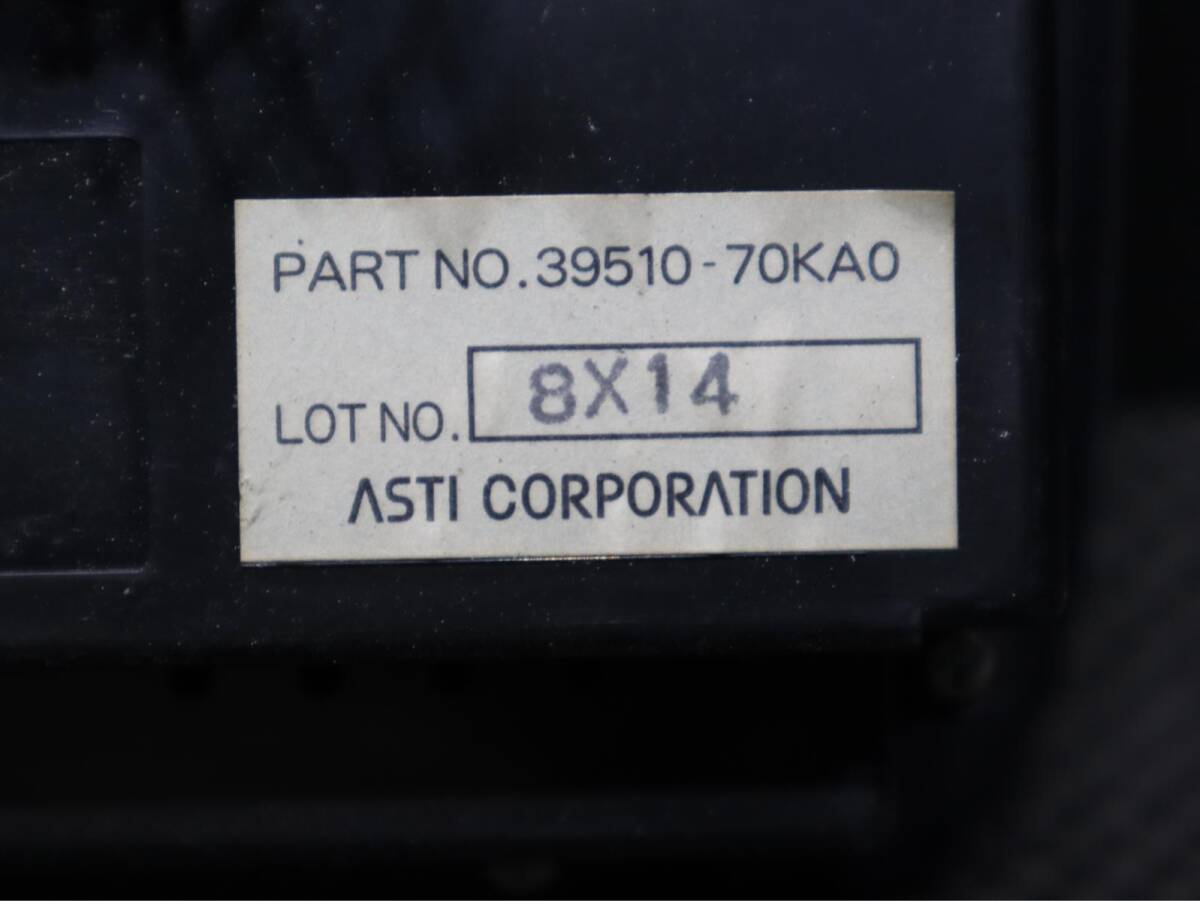 PART NO. 39510-70KA0
LOT NO. 8X14
ASTI CORPORATION